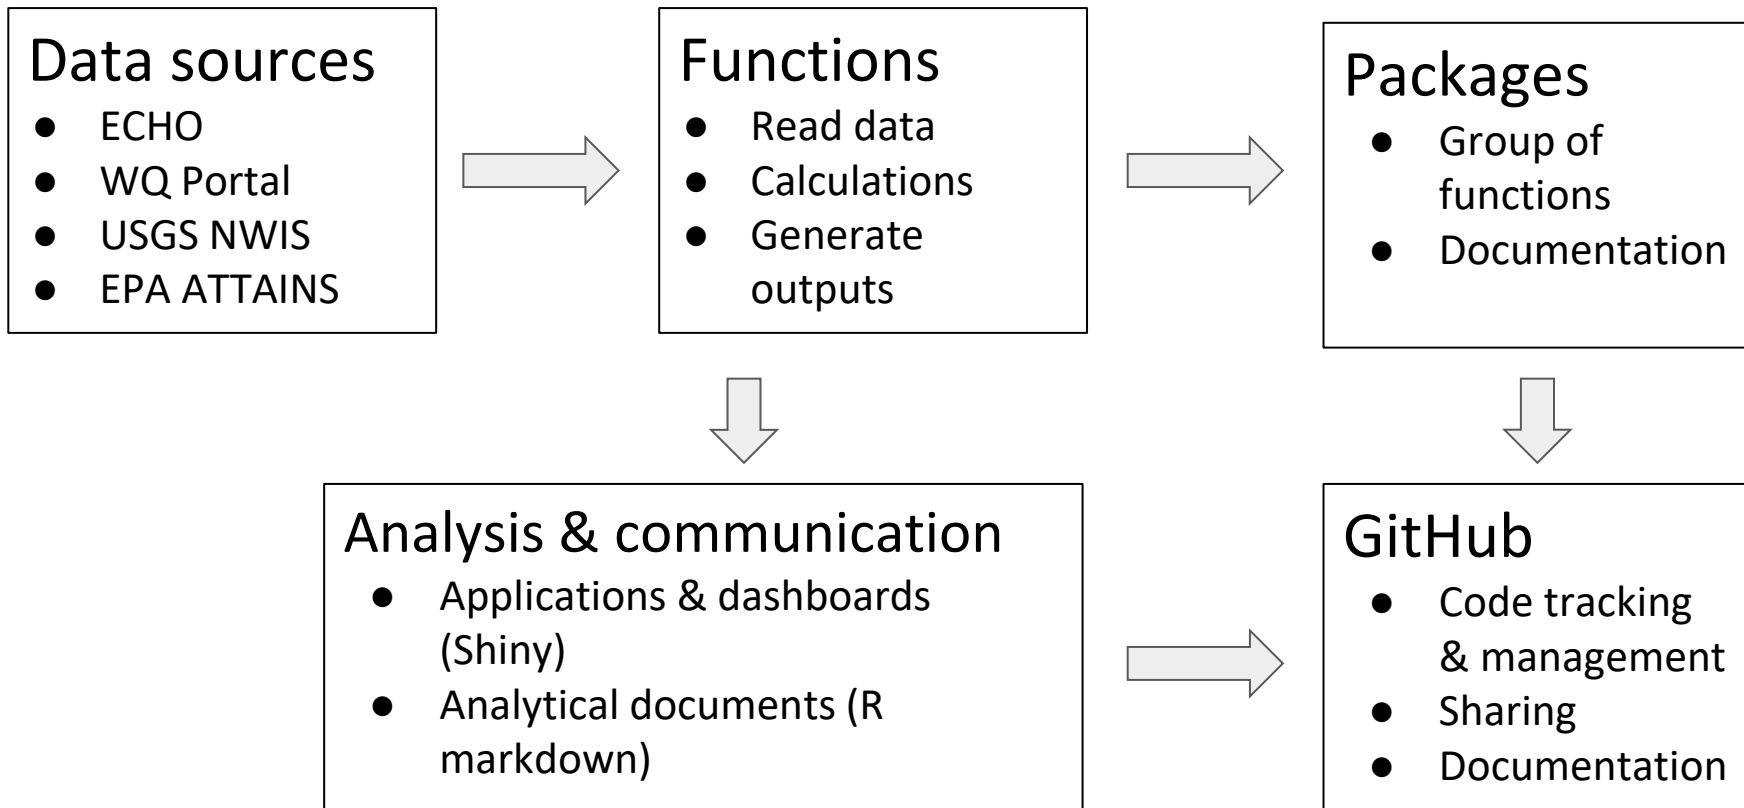 Data sources
● ECHO
● WQ Portal
● USGS NWIS
● EPA ATTAINS
Functions
● Read data
● Calculations
● Generate
outputs
Packages
● Group of
functions
● Documentation
Analysis & communication
● Applications & dashboards
(Shiny)
● Analytical documents (R
markdown)
GitHub
● Code tracking
& management
● Sharing
● Documentation